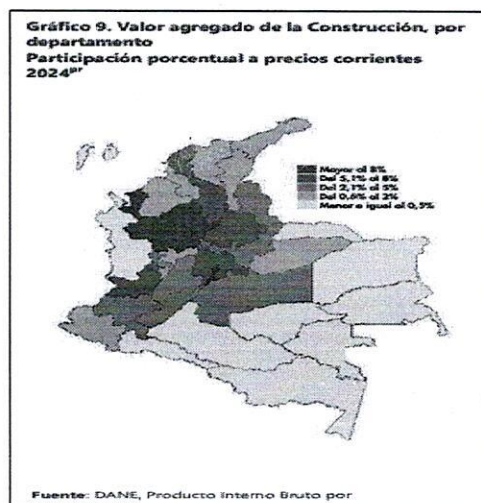 Gráfico 9. Valor agregado de la Construcción, por
departamento
Participación porcentual a precios corrientes
2024ᵖʳ
Mayor al 8%
Del 5,1% al 8%
Del 2,1% al 5%
Del 0,6% al 2%
Menor o igual al 0,5%
Fuente: DANE, Producto Interno Bruto por